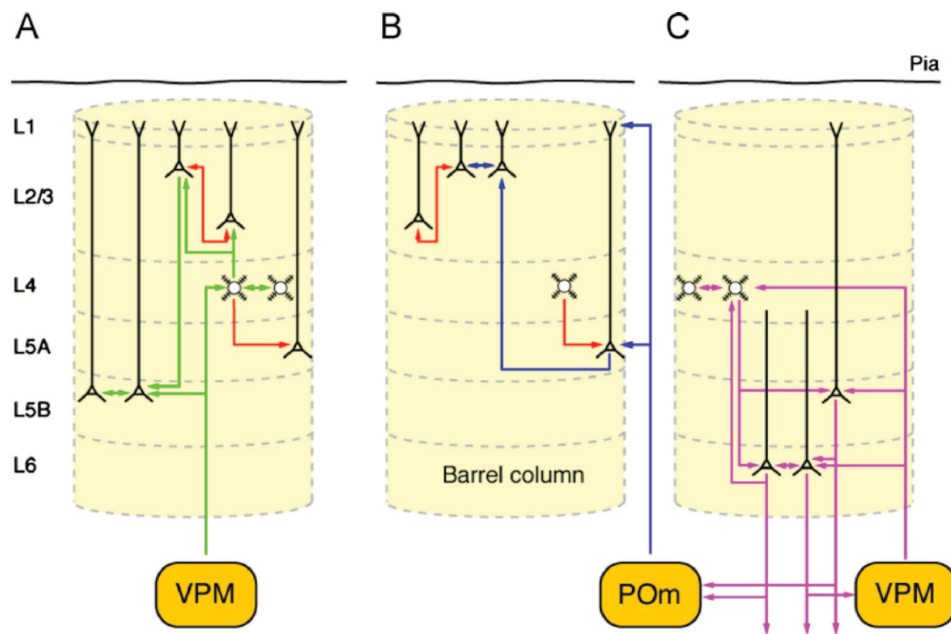 A
B
C
Pia
L1
L2/3
L4
L5A
L5B
L6
Barrel column
VPM
POm
VPM